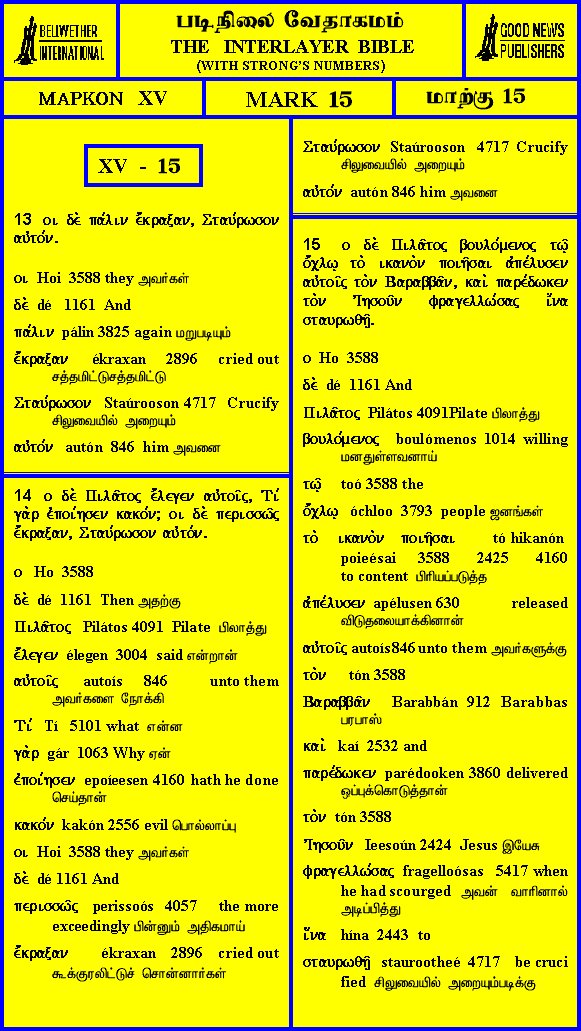 BELLWETHER
INTERNATIONAL
படிநிலை வேதாகமம்
THE INTERLAYER BIBLE
(WITH STRONG'S NUMBERS)
GOOD NEWS
PUBLISHERS
ΜΑΡΚΟΝ XV
MARK 15
மாற்கு 15
XV - 15
13 οι δὲ πάλιν ἔκραξαν, Σταύρωσον
αὐτόν.
οι Hoi 3588 they அவர்கள்
δὲ dé 1161 And
πάλιν pálin 3825 again மறுபடியும்
ἔκραξαν ékraxan 2896 cried out
சத்தமிட்டுசத்தமிட்டு
Σταύρωσον Staúrooson 4717 Crucify
சிலுவையில் அறையும்
αὐτόν autón 846 him அவனை
14 ο δὲ Πιλᾶτος ἔλεγεν αὐτοῖς, Τί
γὰρ ἐποίησεν κακόν; οι δὲ περισσῶς
ἔκραξαν, Σταύρωσον αὐτόν.
ο Ho 3588
δὲ dé 1161 Then அதற்கு
Πιλᾶτος Pilátos 4091 Pilate பிலாத்து
ἔλεγεν élegen 3004 said என்றான்
αὐτοῖς autoís 846 unto them
அவர்களை நோக்கி
Τί Tí 5101 what என்ன
γὰρ gár 1063 Why ஏன்
ἐποίησεν epoíeesen 4160 hath he done
செய்தான்
κακόν kakón 2556 evil பொல்லாப்பு
οι Hoi 3588 they அவர்கள்
δὲ dé 1161 And
περισσῶς perissoós 4057 the more
exceedingly பின்னும் அதிகமாய்
ἔκραξαν ékraxan 2896 cried out
கூக்குரலிட்டுச் சொன்னார்கள்
Σταύρωσον Staúrooson 4717 Crucify
சிலுவையில் அறையும்
αὐτόν autón 846 him அவனை
15 ο δὲ Πιλᾶτος βουλόμενος τῷ
ὄχλῳ τὸ ικανὸν ποιῆσαι ἀπέλυσεν
αὐτοῖς τὸν Βαραββᾶν, καὶ παρέδωκεν
τὸν Ἰησοῦν φραγελλώσας ἵνα
σταυρωθῇ.
ο Ho 3588
δὲ dé 1161 And
Πιλᾶτος Pilátos 4091Pilate பிலாத்து
βουλόμενος boulómenos 1014 willing
மனதுள்ளவனாய்
τῷ toó 3588 the
ὄχλῳ óchloo 3793 people ஜனங்கள்
τὸ ικανὸν ποιῆσαι tó hikanón
poieésai 3588 2425 4160
to content பிரியப்படுத்த
ἀπέλυσεν apélusen 630 released
விடுதலையாக்கினான்
αὐτοῖς autoís846 unto them அவர்களுக்கு
τὸν tón 3588
Βαραββᾶν Barabbán 912 Barabbas
பரபாஸ்
καὶ kaí 2532 and
παρέδωκεν parédooken 3860 delivered
ஒப்புக்கொடுத்தான்
τὸν tón 3588
Ἰησοῦν Ieesoún 2424 Jesus இயேசு
φραγελλώσας fragelloósas 5417 when
he had scourged அவன் வாரினால்
அடிப்பித்து
ἵνα hína 2443 to
σταυρωθῇ staurootheé 4717 be cruci
fied சிலுவையில் அறையும்படிக்கு